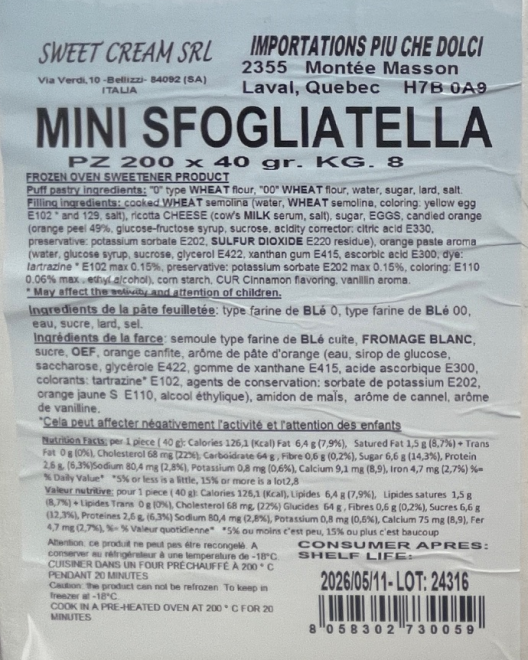 SWEET CREAM SRL
Via Verdi,10 -Bellizzi- 84092 (SA)
ITALIA
IMPORTATIONS PIU CHE DOLCI
2355 Montée Masson
Laval, Quebec H7B 0A9
MINI SFOGLIATELLA
PZ 200 x 40 gr. KG. 8
FROZEN OVEN SWEETENER PRODUCT
Puff pastry ingredients: "0" type WHEAT flour, "00" WHEAT flour, water, sugar, lard, salt.
Filling ingredients: cooked WHEAT semolina (water, WHEAT semolina, coloring: yellow egg
E102 * and 129, salt), ricotta CHEESE (cow's MILK serum, salt), sugar, EGGS, candied orange
(orange peel 49%, glucose-fructose syrup, sucrose, acidity corrector: citric acid E330,
preservative: potassium sorbate E202, SULFUR DIOXIDE E220 residue), orange paste aroma
(water, glucose syrup, sucrose, glycerol E422, xanthan gum E415, ascorbic acid E300, dye:
tartrazine * E102 max 0.15%, preservative: potassium sorbate E202 max 0.15%, coloring: E110
0.06% max , ethyl alcohol), corn starch, CUR Cinnamon flavoring, vanillin aroma.
* May affect the activity and attention of children.
Ingredients de la pâte feuilletée: type farine de BLé 0, type farine de BLé 00,
eau, sucre, lard, sel.
Ingrédients de la farce: semoule type farine de BLé cuite, FROMAGE BLANC,
sucre, OEF, orange canfite, arôme de pâte d'orange (eau, sirop de glucose,
saccharose, glycérole E422, gomme de xanthane E415, acide ascorbique E300,
colorants: tartrazine* E102, agents de conservation: sorbate de potassium E202,
orange jaune S E110, alcool éthylique), amidon de maïs, arôme de cannel, arôme
de vanilline.
*Cela peut affecter négativement l'activité et l'attention des enfants
Nutrition Facts: per 1 piece ( 40 g): Calories 126,1 (Kcal) Fat 6,4 g (7,9%), Satured Fat 1,5 g (8,7%) + Trans
Fat 0 g (0%), Cholesterol 68 mg (22%), Carboidrate 64 g , Fibre 0,6 g (0,2%), Sugar 6,6 g (14,3%), Protein
2,6 g, (6,3%)Sodium 80,4 mg (2,8%), Potassium 0,8 mg (0,6%), Calcium 9,1 mg (8,9), Iron 4,7 mg (2,7%) %=
% Daily Value* *5% or less is a little, 15% or more is a lot2,8
Valeur nutritive: pour 1 piece ( 40 g): Calories 126,1,(Kcal), Lipides 6,4 g (7,9%), Lipides satures 1,5 g
(8,7%) + Lipides Trans 0 g (0%), Cholesterol 68 mg, (22%) Glucides 64 g , Fibres 0,6 g (0,2%), Sucres 6,6 g
(12,3%), Proteines 2,6 g, (6,3%) Sodium 80,4 mg (2,8%), Potassium 0,8 mg (0,6%), Calcium 75 mg (8,9), Fer
4,7 mg (2,7%), %= % Valeur quotidienne* *5% ou moins c'est peu, 15% ou plus c'est baucoup
Attention, ce produit ne peut pas être recongelé. A
conserver au réfrigérateur à une température de -18°C.
CUISINER DANS UN FOUR PRÉCHAUFFÉ À 200 ° C
PENDANT 20 MINUTES
Caution: the product can not be refrozen. To keep in
freezer at -18°C.
COOK IN A PRE-HEATED OVEN AT 200 ° C FOR 20
MINUTES
CONSUMER APRES:
SHELF LIFE:
2026/05/11- LOT: 24316
8 058302 730059